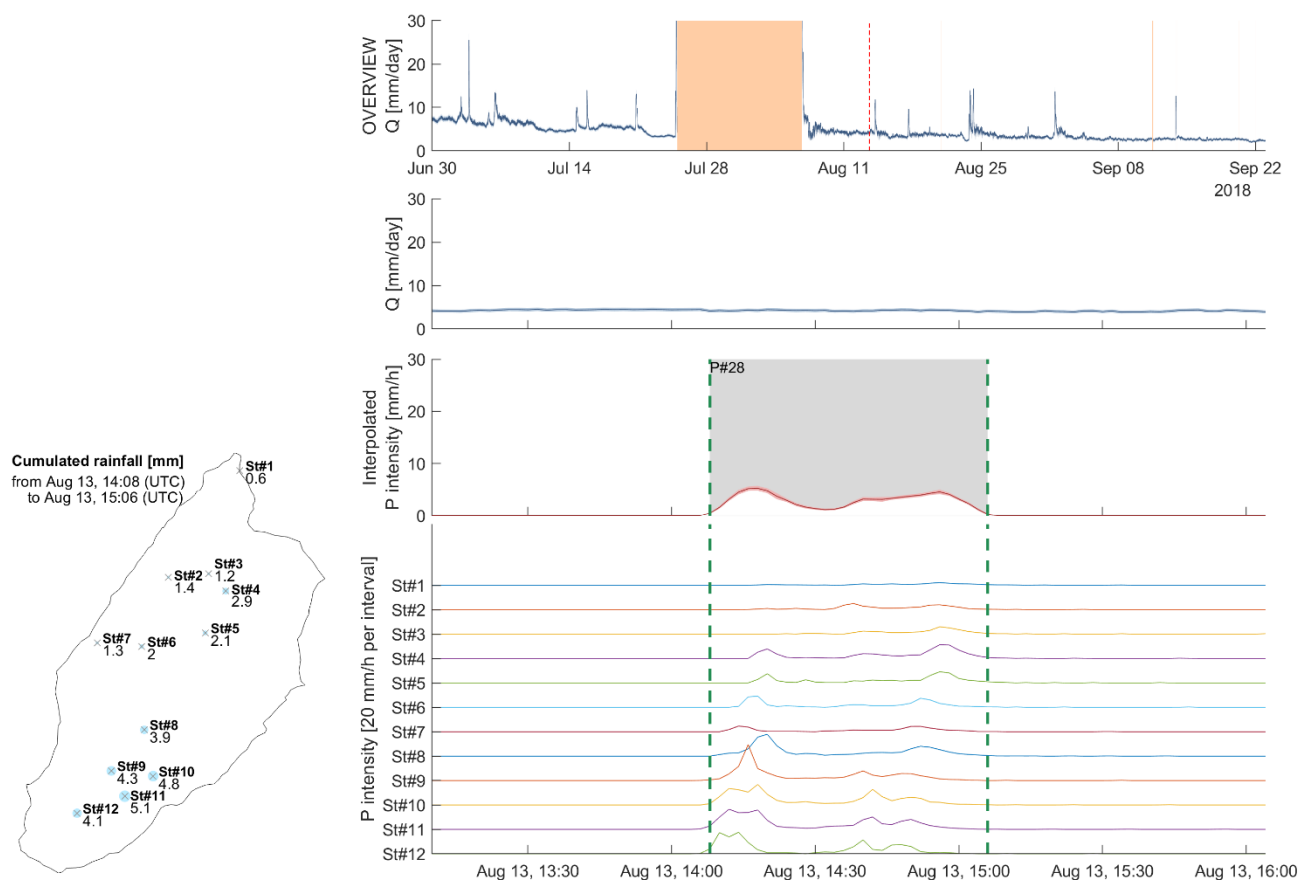 OVERVIEW
Q [mm/day]
30
20
10
0
Jun 30
Jul 14
Jul 28
Aug 11
Aug 25
Sep 08
Sep 22
2018
Q [mm/day]
30
20
10
0
Interpolated
P intensity [mm/h]
30
20
10
0
P#28
P intensity [20 mm/h per interval]
St#1
St#2
St#3
St#4
St#5
St#6
St#7
St#8
St#9
St#10
St#11
St#12
Aug 13, 13:30
Aug 13, 14:00
Aug 13, 14:30
Aug 13, 15:00
Aug 13, 15:30
Aug 13, 16:00
Cumulated rainfall [mm]
from Aug 13, 14:08 (UTC)
to Aug 13, 15:06 (UTC)
St#1
0.6
St#3
1.2
St#2
1.4
St#4
2.9
St#5
2.1
St#7
1.3
St#6
2
St#8
3.9
St#9
4.3
St#10
4.8
St#11
5.1
St#12
4.1